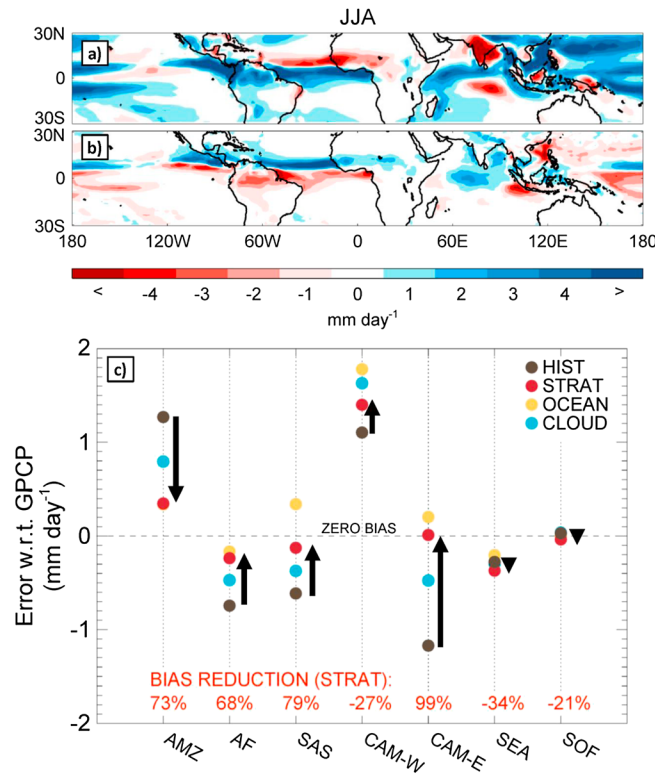 JJA
30N
a)
0
30S
30N
b)
0
30S
180 120W 60W 0 60E 120E 180
< -4 -3 -2 -1 0 1 2 3 4 >
mm day-1
c)
HIST
STRAT
OCEAN
CLOUD
2
1
0
-1
-2
Error w.r.t. GPCP
(mm day-1)
ZERO BIAS
BIAS REDUCTION (STRAT):
73% 68% 79% -27% 99% -34% -21%
AMZ AF SAS CAM-W CAM-E SEA SOF